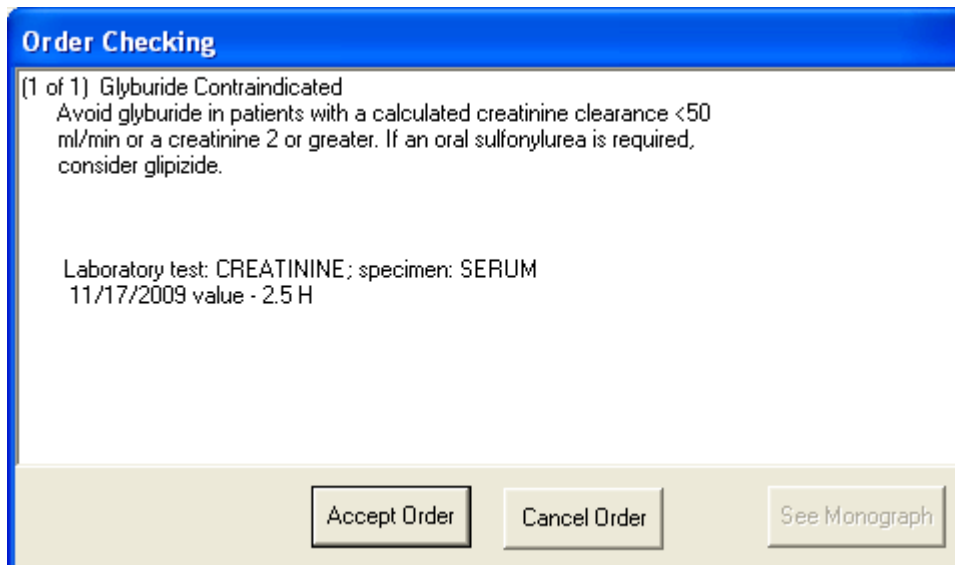 Order Checking
(1 of 1) Glyburide Contraindicated
Avoid glyburide in patients with a calculated creatinine clearance <50
ml/min or a creatinine 2 or greater. If an oral sulfonylurea is required,
consider glipizide.
Laboratory test: CREATININE; specimen: SERUM
11/17/2009 value - 2.5 H
Accept Order
Cancel Order
See Monograph